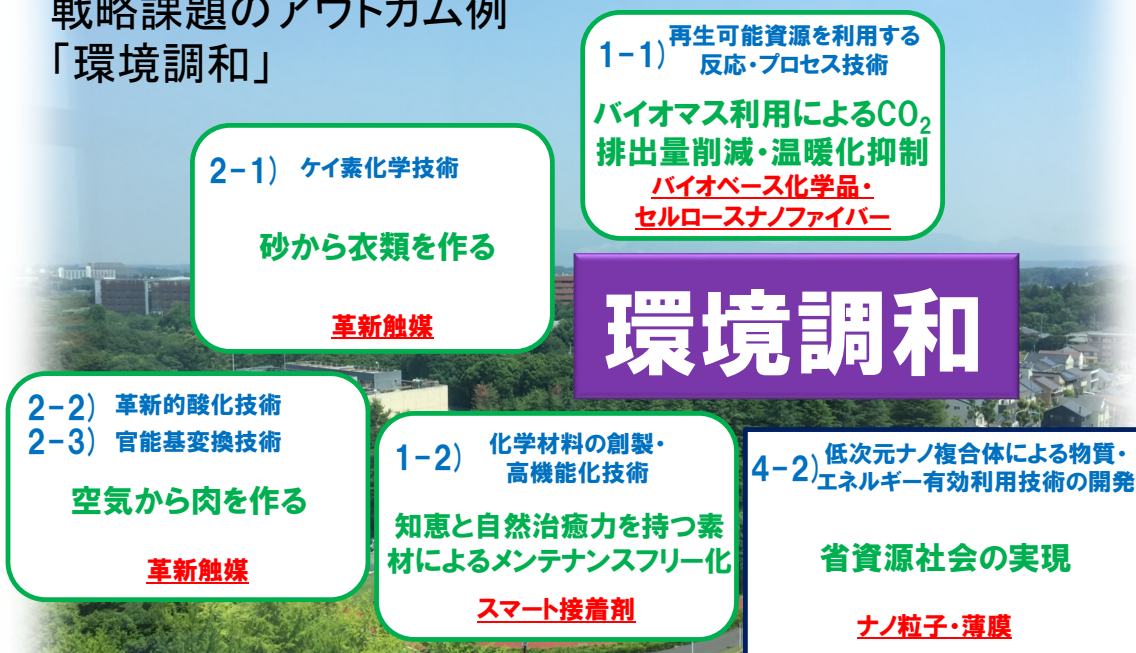 戦略課題のアウトカム例
「環境調和」
1-1) 再生可能資源を利用する
反応・プロセス技術
バイオマス利用によるCO₂
排出量削減・温暖化抑制
バイオベース化学品・
セルロースナノファイバー
2-1) ケイ素化学技術
砂から衣類を作る
革新触媒
環境調和
2-2) 革新的酸化技術
2-3) 官能基変換技術
空気から肉を作る
革新触媒
1-2) 化学材料の創製・
高機能化技術
知恵と自然治癒力を持つ素
材によるメンテナンスフリー化
スマート接着剤
4-2) 低次元ナノ複合体による物質・
エネルギー有効利用技術の開発
省資源社会の実現
ナノ粒子・薄膜